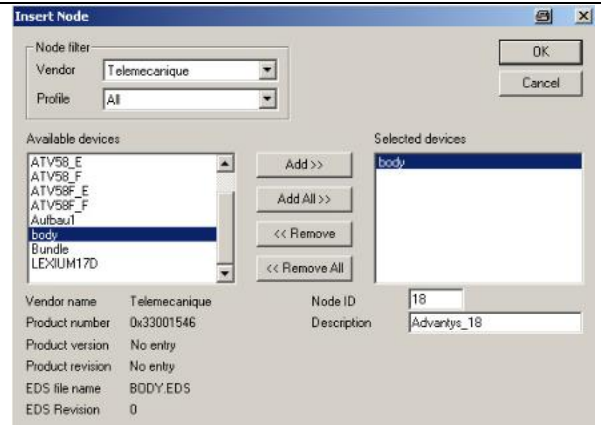 Insert Node
Node filter
Vendor Telemecanique
Profile All
OK
Cancel
Available devices
ATV58_E
ATV58_F
ATV58F_E
ATV58F_F
Aufbau1
body
Bundle
LEXIUM17D
Add >>
Add All >>
<< Remove
<< Remove All
Selected devices
body
Vendor name Telemecanique
Product number 0x33001546
Product version No entry
Product revision No entry
EDS file name BODY.EDS
EDS Revision 0
Node ID 18
Description Advantys_18